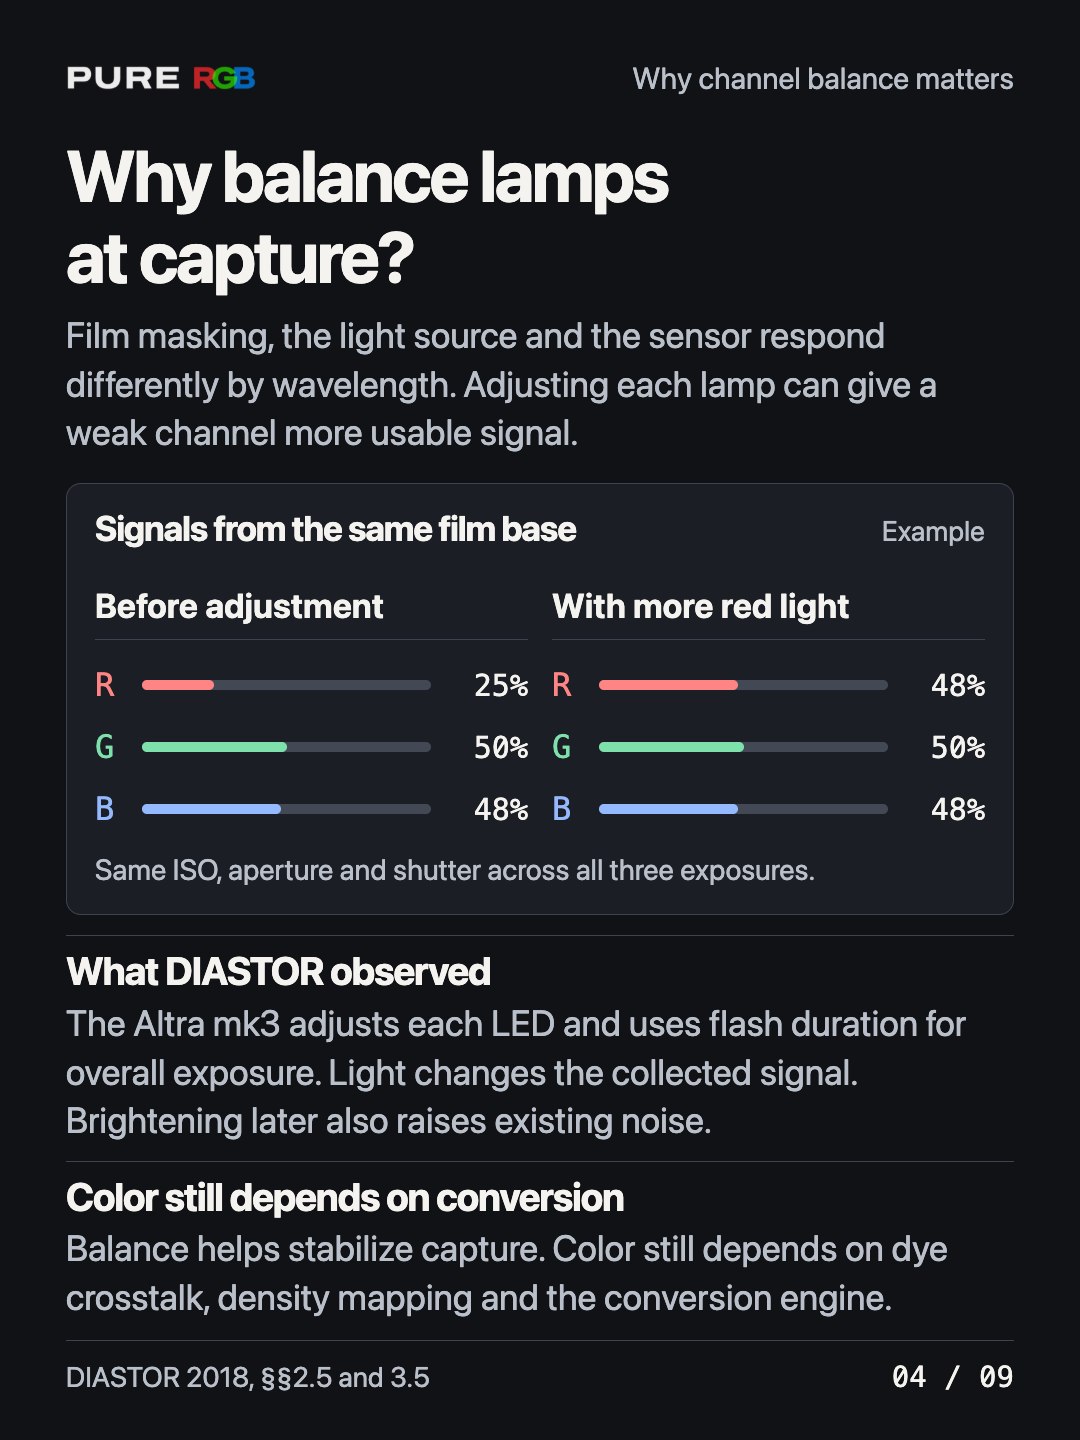 PURE RGB
Why channel balance matters
Why balance lamps
at capture?
Film masking, the light source and the sensor respond
differently by wavelength. Adjusting each lamp can give a
weak channel more usable signal.
Signals from the same film base
Example
Before adjustment
R 25%
G 50%
B 48%
With more red light
R 48%
G 50%
B 48%
Same ISO, aperture and shutter across all three exposures.
What DIASTOR observed
The Altra mk3 adjusts each LED and uses flash duration for
overall exposure. Light changes the collected signal.
Brightening later also raises existing noise.
Color still depends on conversion
Balance helps stabilize capture. Color still depends on dye
crosstalk, density mapping and the conversion engine.
DIASTOR 2018, §§2.5 and 3.5
04 / 09